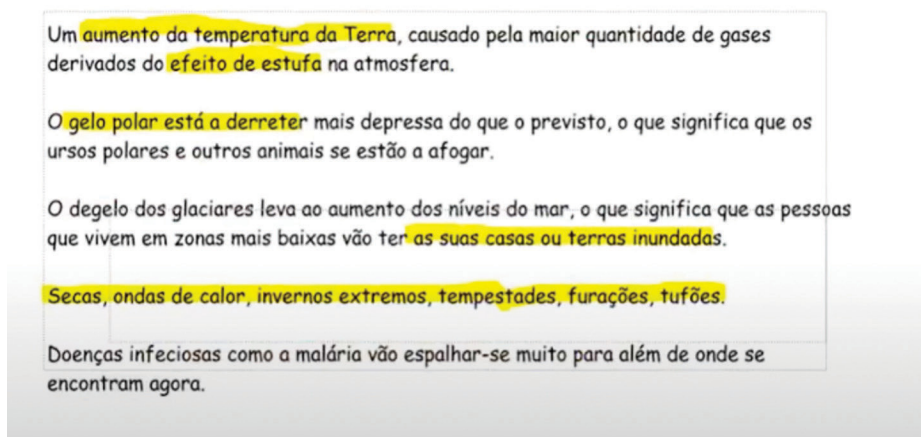 Um aumento da temperatura da Terra, causado pela maior quantidade de gases
derivados do efeito de estufa na atmosfera.
O gelo polar está a derreter mais depressa do que o previsto, o que significa que os
ursos polares e outros animais se estão a afogar.
O degelo dos glaciares leva ao aumento dos níveis do mar, o que significa que as pessoas
que vivem em zonas mais baixas vão ter as suas casas ou terras inundadas.
Secas, ondas de calor, invernos extremos, tempestades, furações, tufões.
Doenças infeciosas como a malária vão espalhar-se muito para além de onde se
encontram agora.